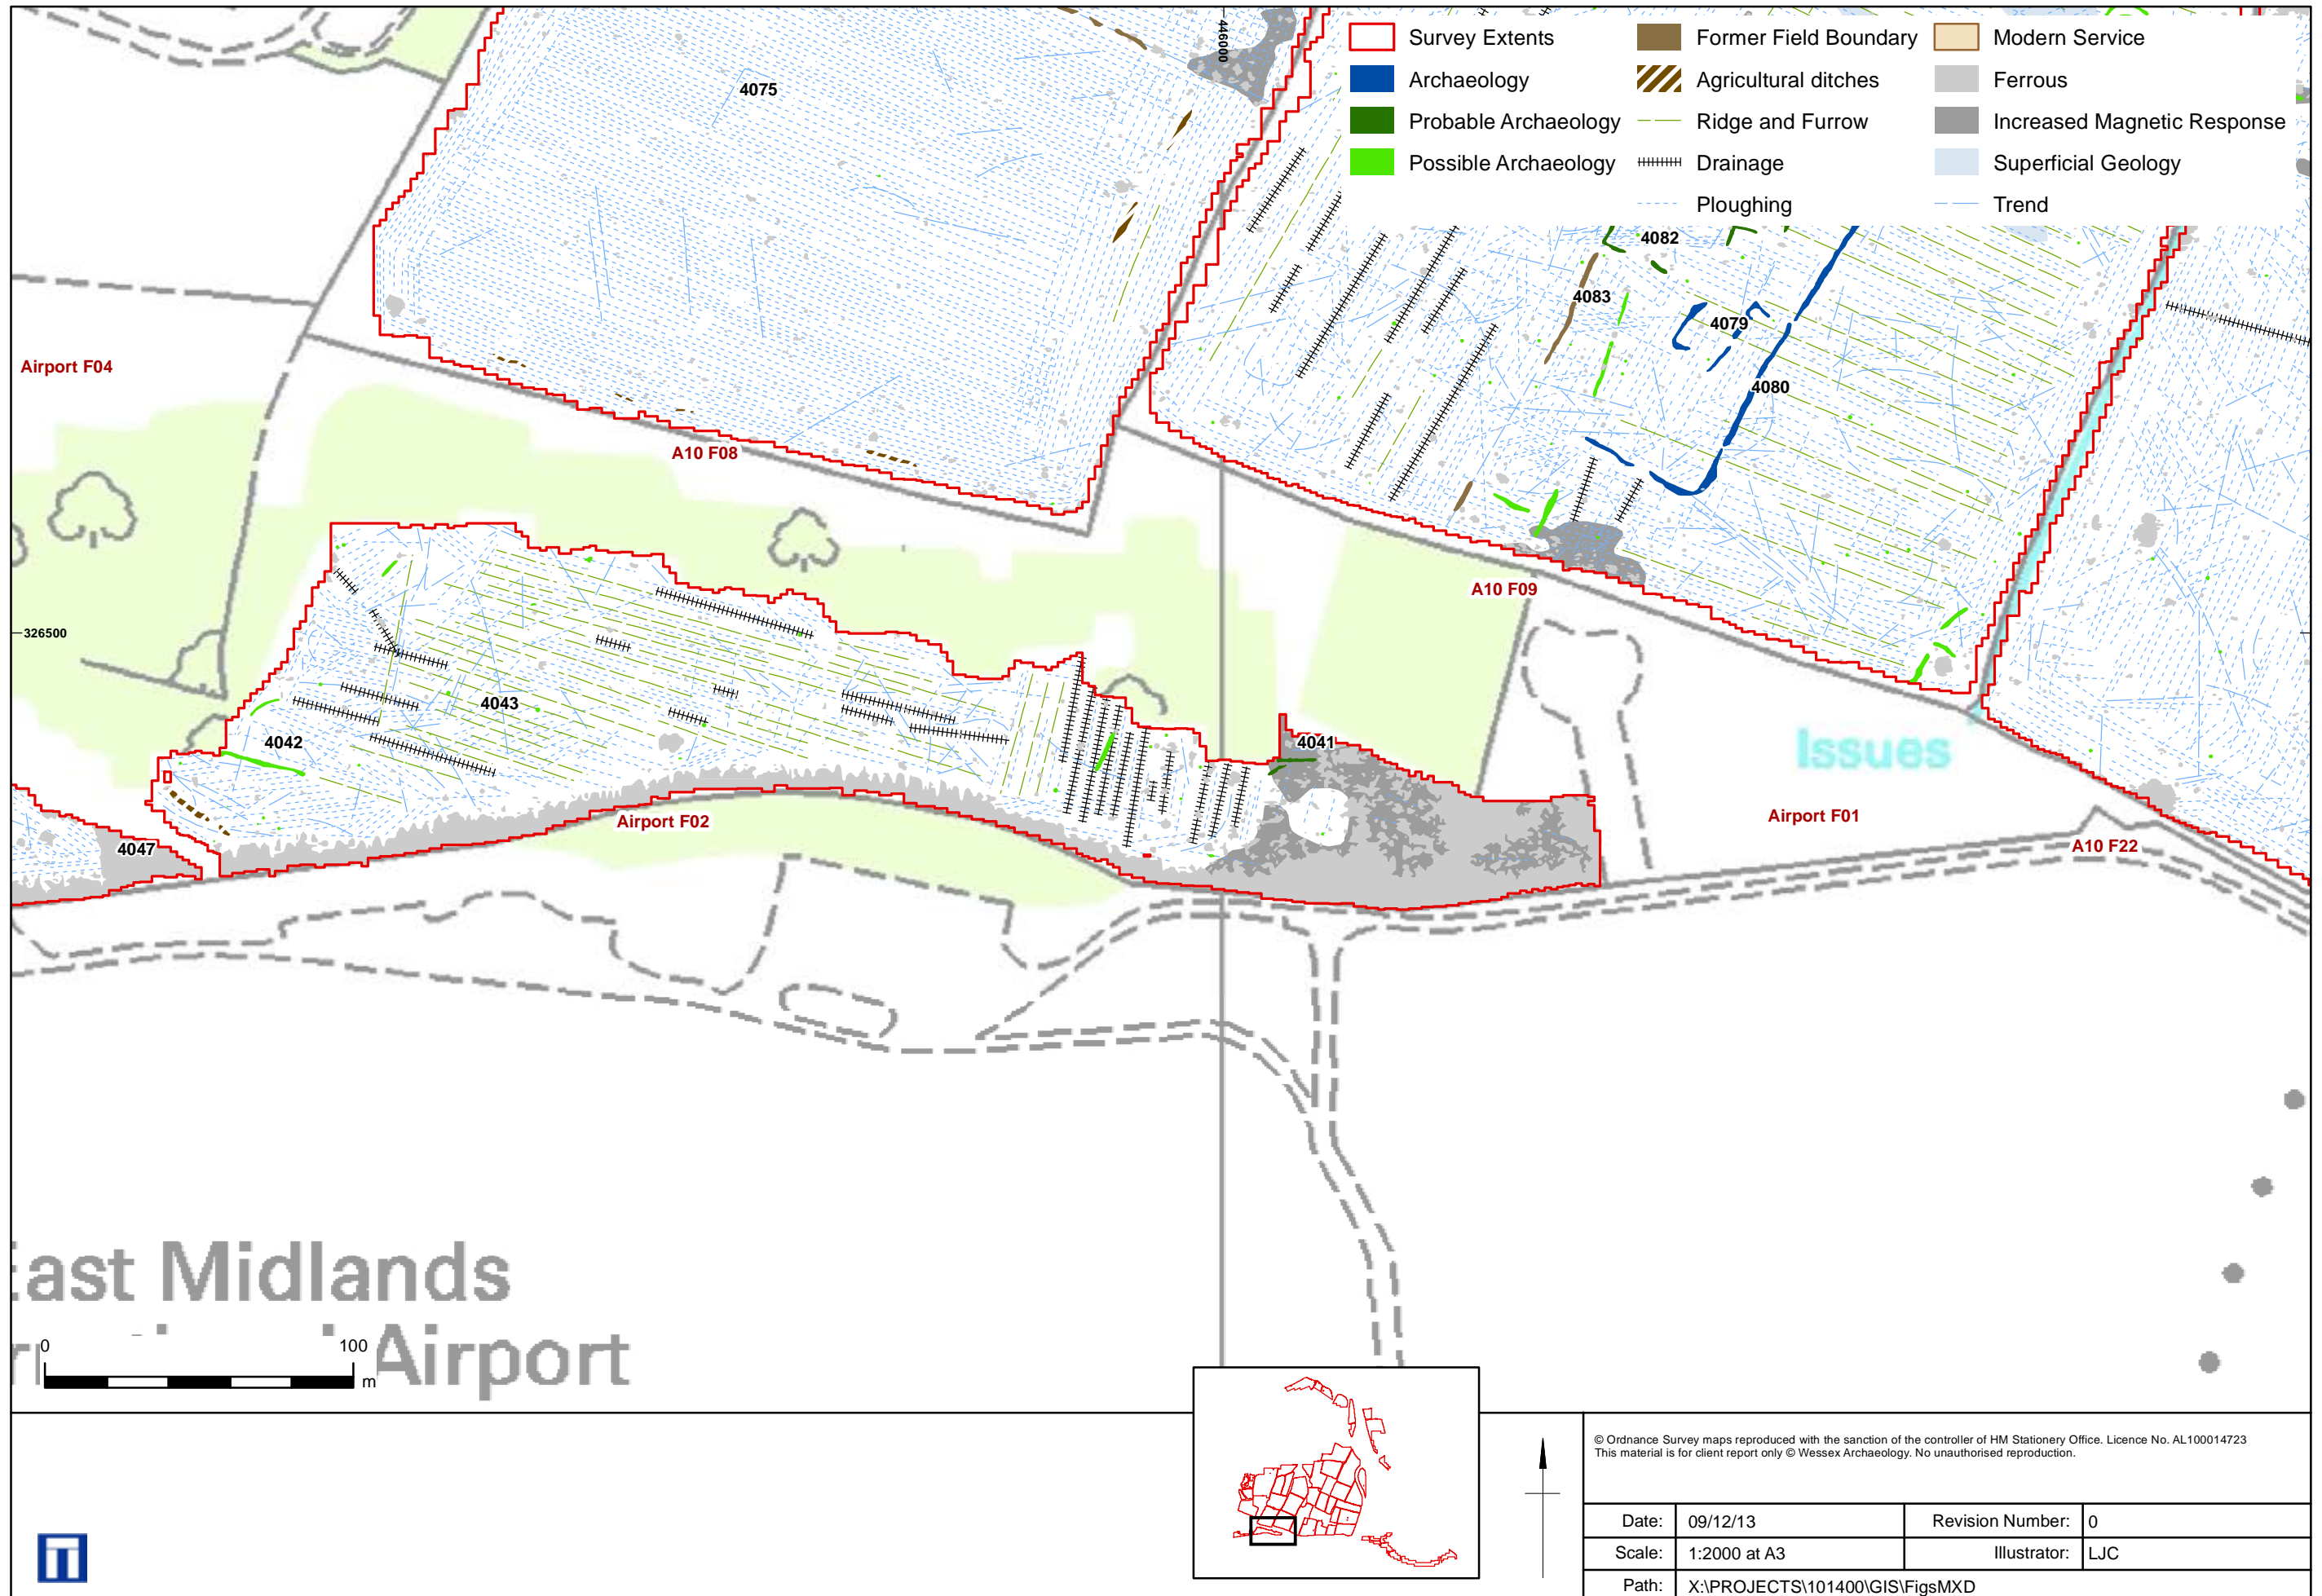 Survey Extents
Archaeology
Probable Archaeology
Possible Archaeology
Former Field Boundary
Agricultural ditches
Ridge and Furrow
Drainage
Ploughing
Modern Service
Ferrous
Increased Magnetic Response
Superficial Geology
Trend
446000
4075
4082
4083
4079
4080
Airport F04
A10 F08
A10 F09
326500
4043
4042
4041
Issues
Airport F02
Airport F01
4047
A10 F22
East Midlands
Airport
0 100
m
© Ordnance Survey maps reproduced with the sanction of the controller of HM Stationery Office. Licence No. AL100014723
This material is for client report only © Wessex Archaeology. No unauthorised reproduction.
Date: 09/12/13 Revision Number: 0
Scale: 1:2000 at A3 Illustrator: LJC
Path: X:\PROJECTS\101400\GIS\FigsMXD